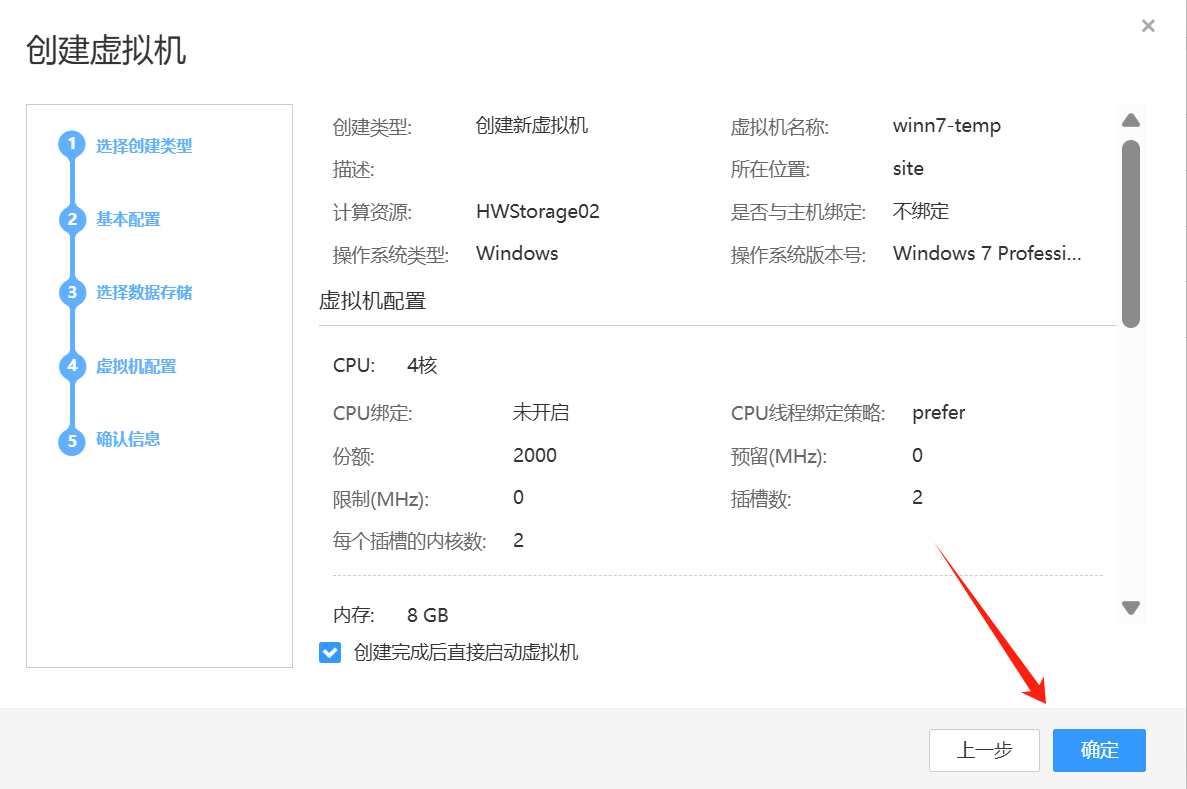 创建虚拟机
×
1 选择创建类型
2 基本配置
3 选择数据存储
4 虚拟机配置
5 确认信息
创建类型: 创建新虚拟机 虚拟机名称: winn7-temp
描述: 所在位置: site
计算资源: HWStorage02 是否与主机绑定: 不绑定
操作系统类型: Windows 操作系统版本号: Windows 7 Professi...
虚拟机配置
CPU: 4核
CPU绑定: 未开启 CPU线程绑定策略: prefer
份额: 2000 预留(MHz): 0
限制(MHz): 0 插槽数: 2
每个插槽的内核数: 2
内存: 8 GB
创建完成后直接启动虚拟机
上一步 确定